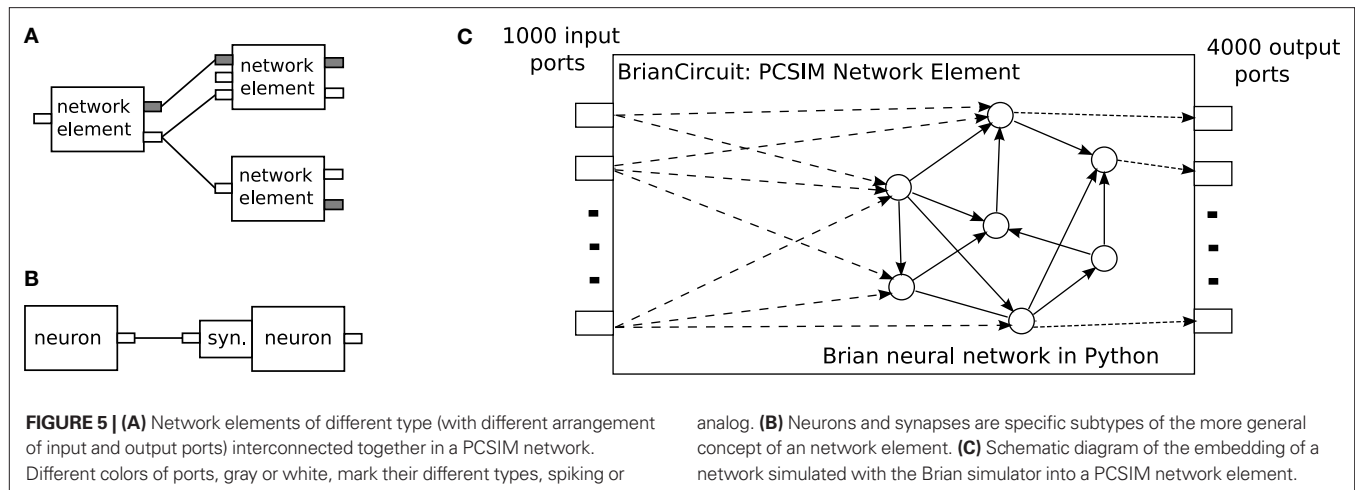 A
network
element
network
element
network
element
B
neuron
syn.
neuron
C
1000 input
ports
4000 output
ports
BrianCircuit: PCSIM Network Element
Brian neural network in Python
FIGURE 5 | (A) Network elements of different type (with different arrangement
of input and output ports) interconnected together in a PCSIM network.
Different colors of ports, gray or white, mark their different types, spiking or
analog. (B) Neurons and synapses are specific subtypes of the more general
concept of an network element. (C) Schematic diagram of the embedding of a
network simulated with the Brian simulator into a PCSIM network element.